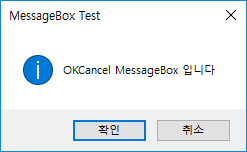 MessageBox Test
OKCancel MessageBox 입니다
확인
취소